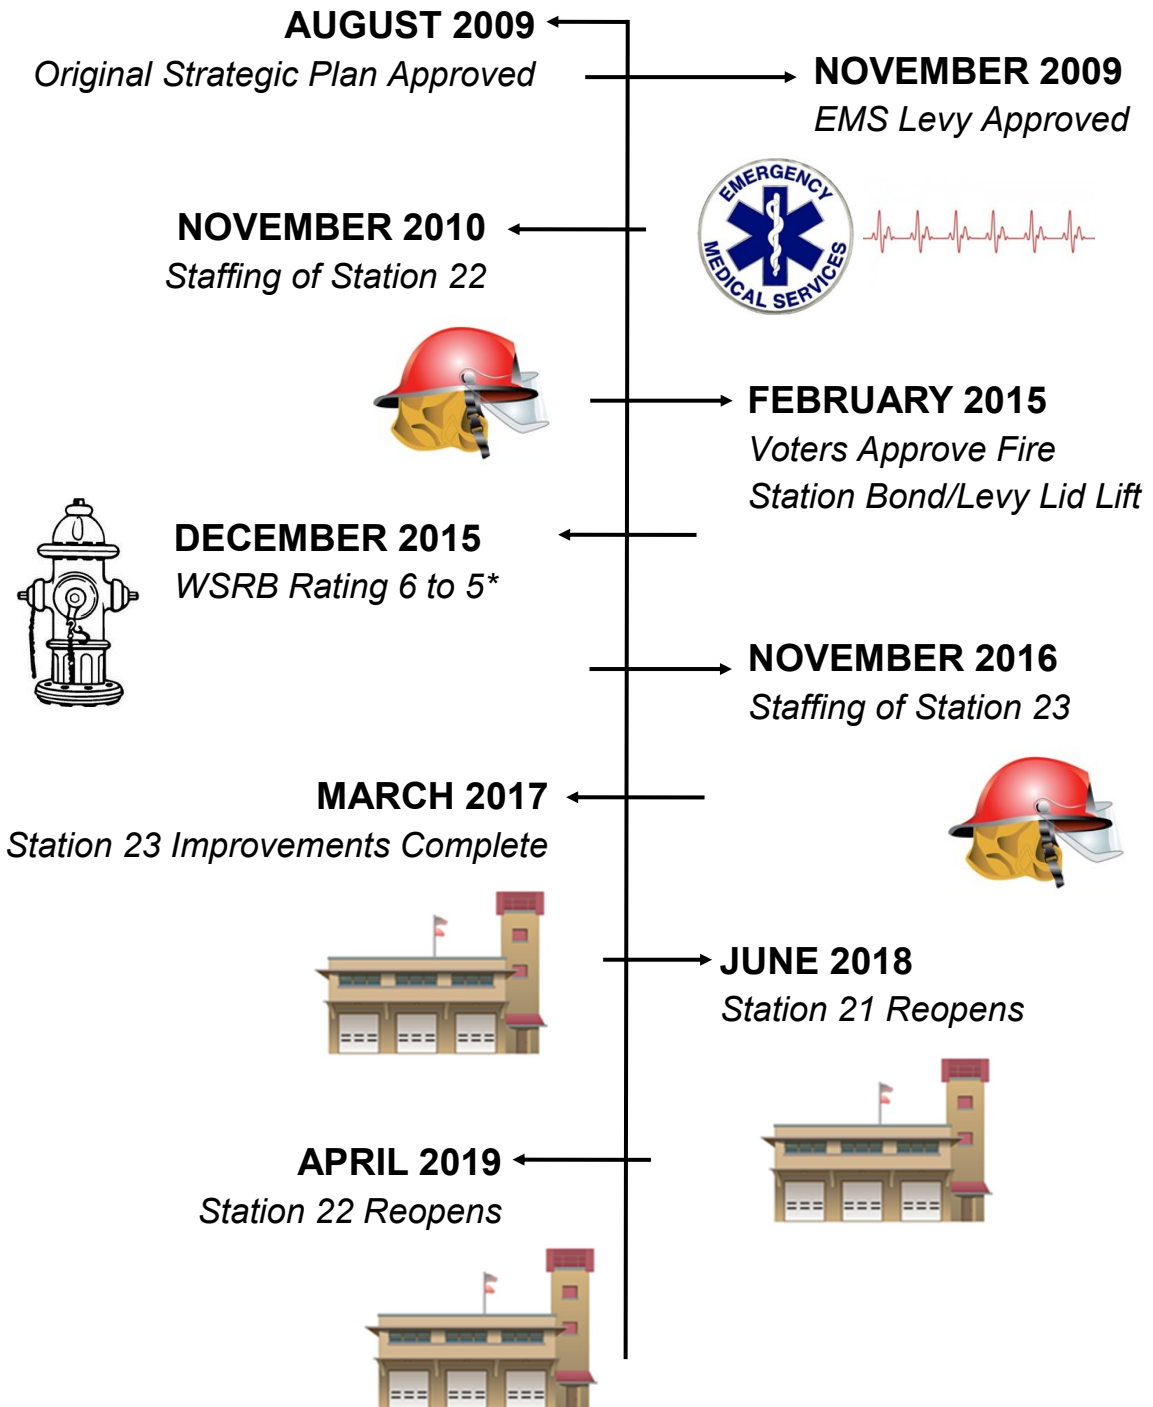 AUGUST 2009
Original Strategic Plan Approved
NOVEMBER 2009
EMS Levy Approved
EMERGENCY
MEDICAL SERVICES
NOVEMBER 2010
Staffing of Station 22
FEBRUARY 2015
Voters Approve Fire
Station Bond/Levy Lid Lift
DECEMBER 2015
WSRB Rating 6 to 5*
NOVEMBER 2016
Staffing of Station 23
MARCH 2017
Station 23 Improvements Complete
JUNE 2018
Station 21 Reopens
APRIL 2019
Station 22 Reopens